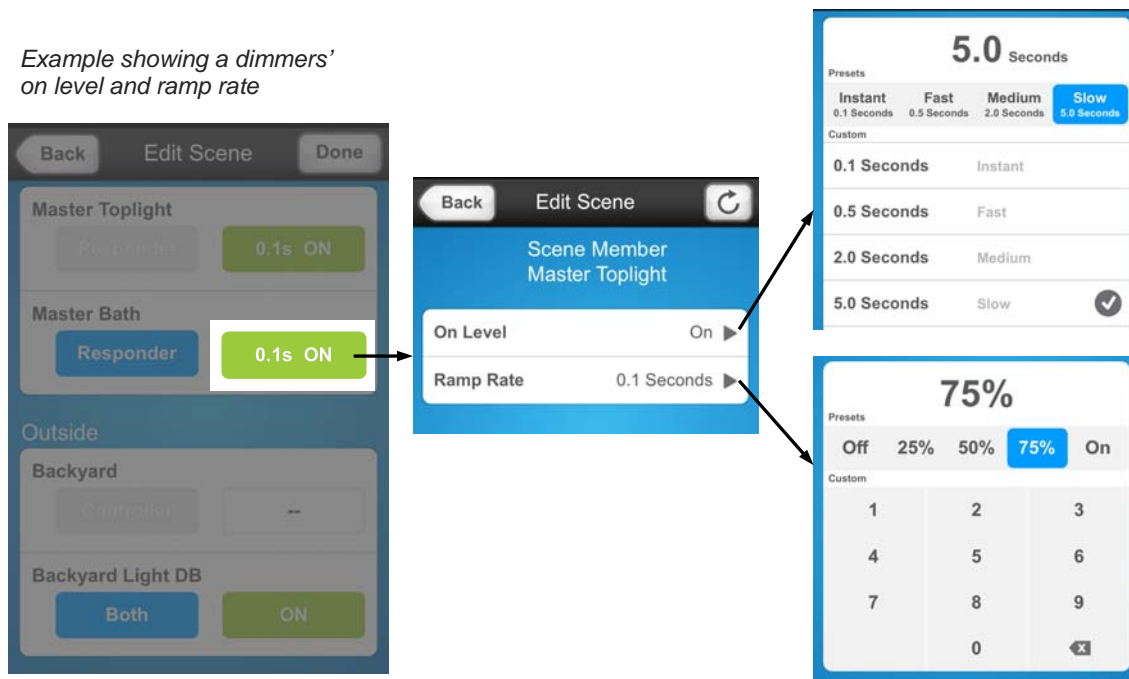 Example showing a dimmers’
on level and ramp rate
Back Edit Scene Done
Master Toplight
Responder 0.1s ON
Master Bath
Responder 0.1s ON
Outside
Backyard
Controller --
Backyard Light DB
Both ON
Back Edit Scene
Scene Member
Master Toplight
On Level On
Ramp Rate 0.1 Seconds
5.0 Seconds
Presets
Instant Fast Medium Slow
0.1 Seconds 0.5 Seconds 2.0 Seconds 5.0 Seconds
Custom
0.1 Seconds Instant
0.5 Seconds Fast
2.0 Seconds Medium
5.0 Seconds Slow
75%
Presets
Off 25% 50% 75% On
Custom
1 2 3
4 5 6
7 8 9
0